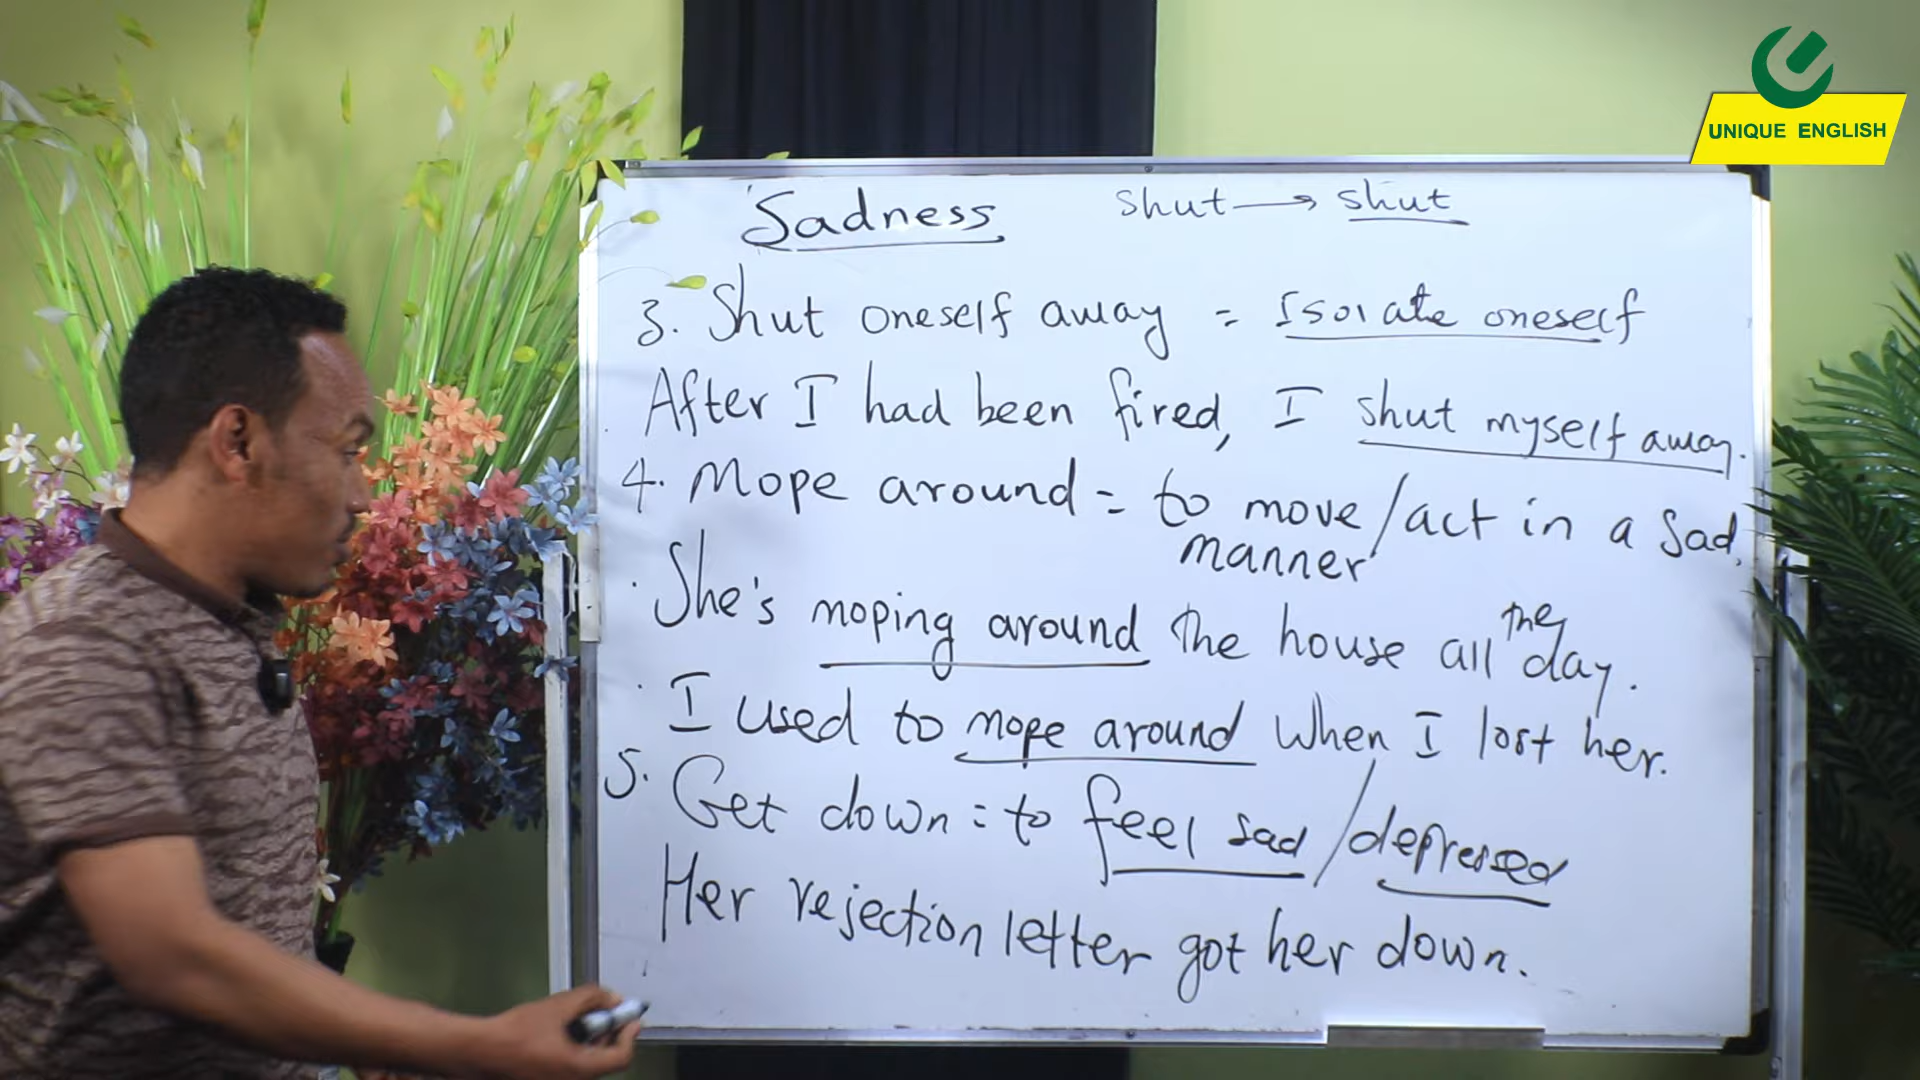 UNIQUE ENGLISH
Sadness shut → shut
3. Shut oneself away = Isolate oneself
After I had been fired, I shut myself away.
4. Mope around = to move/act in a sad
manner
She's moping around the house all the day.
I used to mope around when I lost her.
5. Get down = to feel sad/depressed
Her rejection letter got her down.